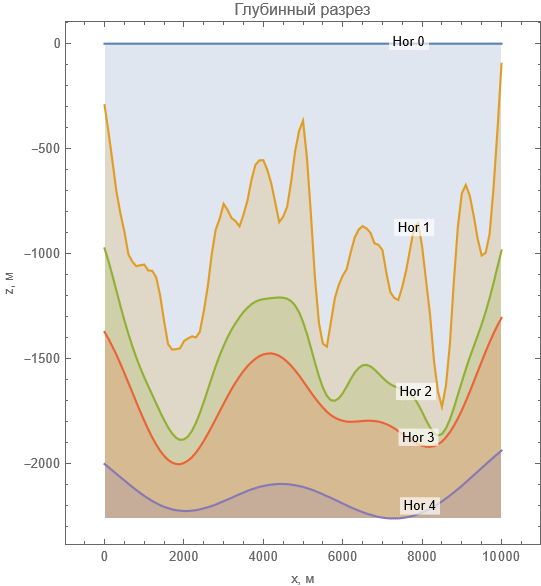 Глубинный разрез
0
Hor 0
−500
Hor 1
−1000
z, м
−1500
Hor 2
Hor 3
−2000
Hor 4
0 2000 4000 6000 8000 10000
x, м